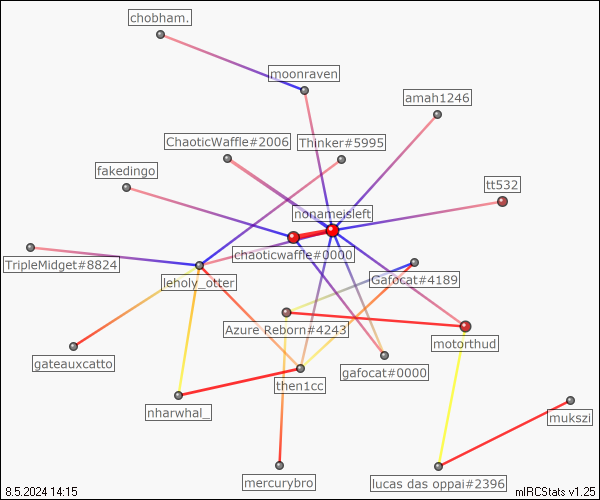 chobham.
moonraven
amah1246
ChaoticWaffle#2006
Thinker#5995
fakedingo
tt532
nonameisleft
chaoticwaffle#0000
TripleMidget#8824
leholy_otter
Gafocat#4189
Azure Reborn#4243
motorthud
gateauxcatto
gafocat#0000
then1cc
nharwhal_
mukszi
mercurybro
lucas das oppai#2396
8.5.2024 14:15
mIRCStats v1.25